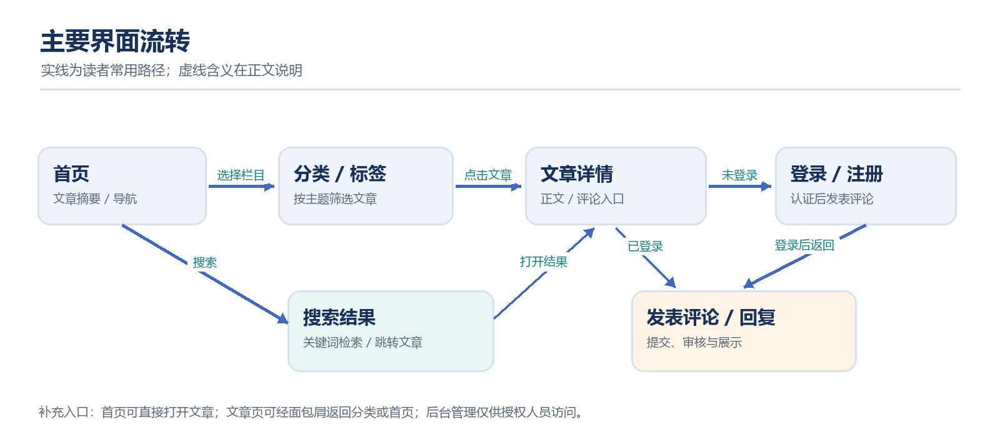 主要界面流转
实线为读者常用路径；虚线含义在正文说明
首页
文章摘要 / 导航
选择栏目
分类 / 标签
按主题筛选文章
点击文章
文章详情
正文 / 评论入口
未登录
登录 / 注册
认证后发表评论
搜索
打开结果
已登录
登录后返回
搜索结果
关键词检索 / 跳转文章
发表评论 / 回复
提交、审核与展示
补充入口：首页可直接打开文章；文章页可经面包屑返回分类或首页；后台管理仅供授权人员访问。